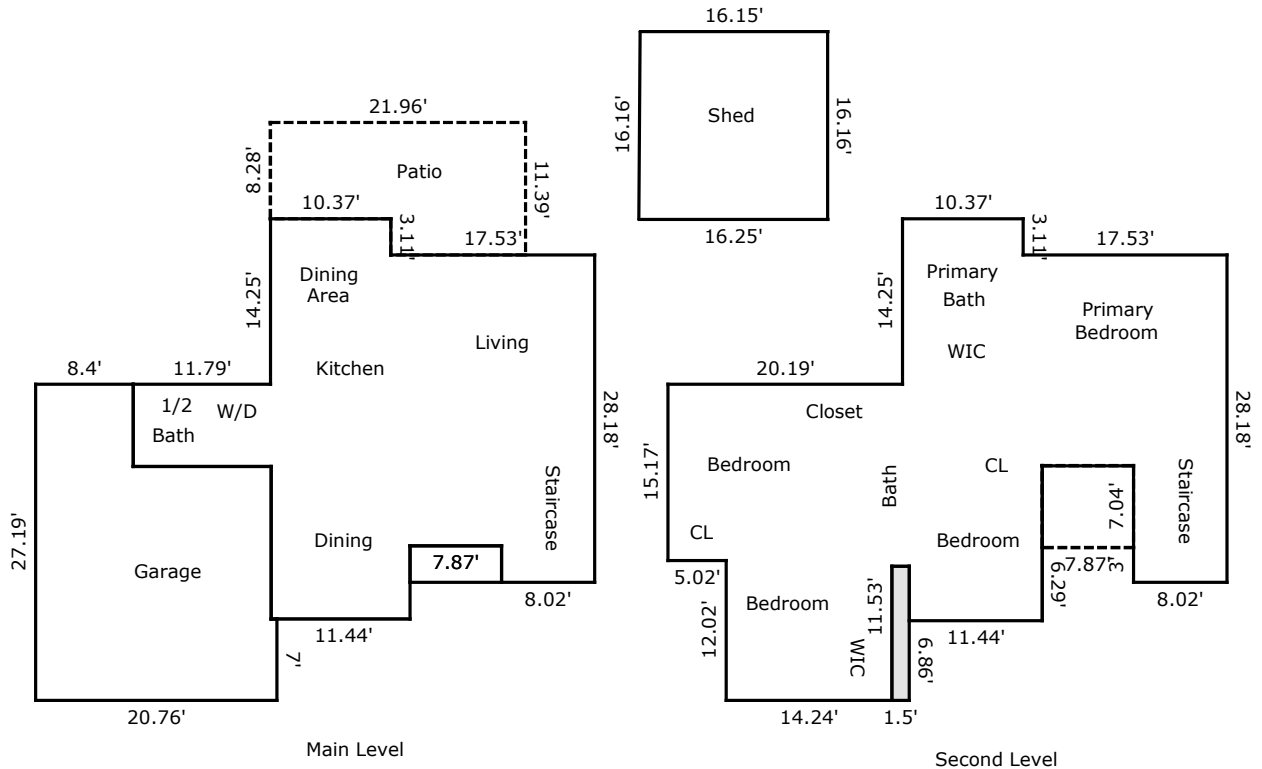 16.15'
16.16'
Shed
16.16'
16.25'
21.96'
8.28'
Patio
11.39'
10.37'
3.11'
17.53'
14.25'
Dining
Area
Living
Kitchen
8.4'
11.79'
1/2
Bath
W/D
28.18'
Staircase
27.19'
Dining
7.87'
Garage
8.02'
11.44'
7'
20.76'
Main Level
10.37'
3.11'
17.53'
14.25'
Primary
Bath
Primary
Bedroom
WIC
20.19'
Closet
28.18'
15.17'
Bedroom
Bath
CL
7.04'
Staircase
CL
Bedroom
7.87'
3'
5.02'
6.29'
8.02'
12.02'
Bedroom
11.53'
11.44'
WIC
6.86'
14.24'
1.5'
Second Level